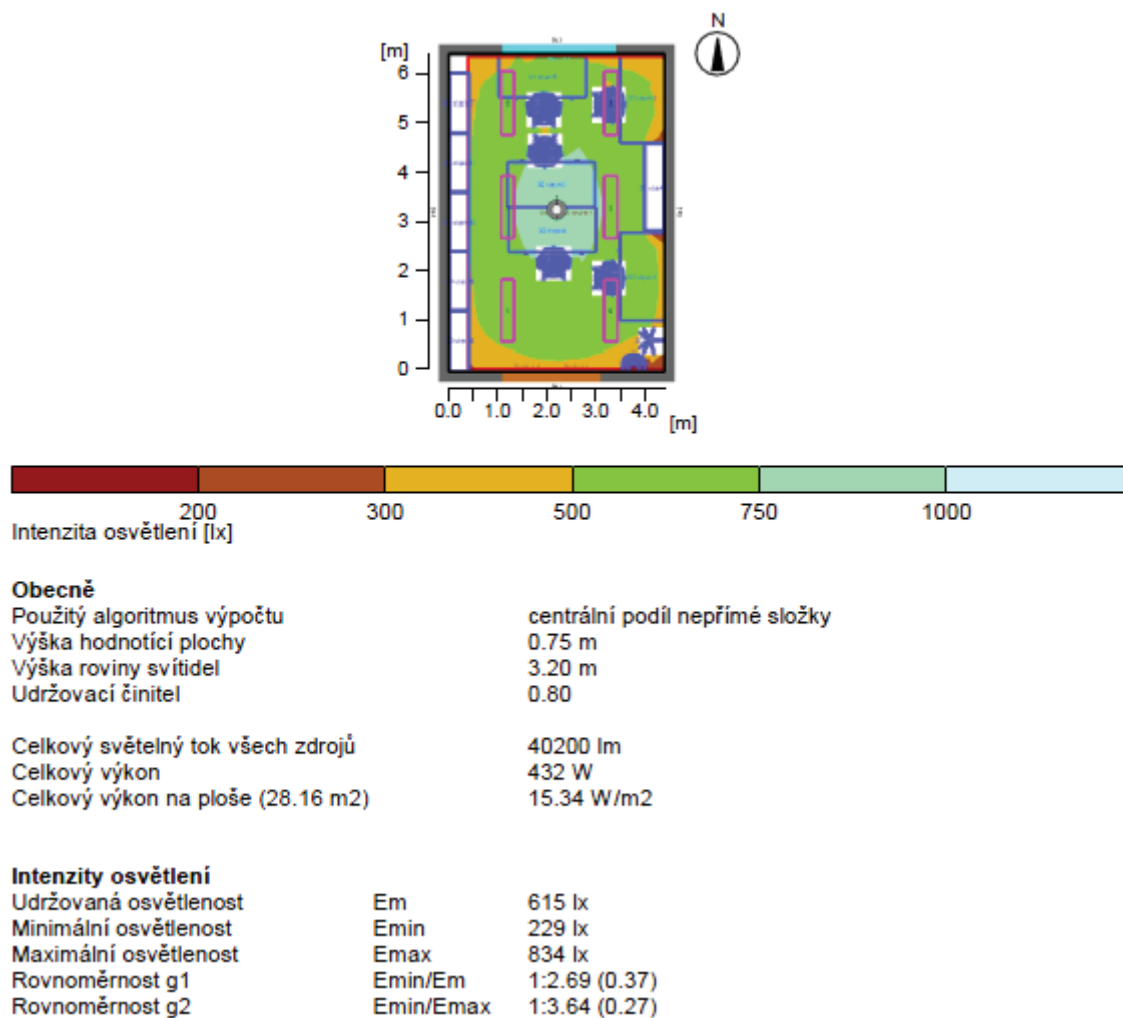 N
[m]
6
5
4
3
2
1
0
0.0 1.0 2.0 3.0 4.0
[m]
200 300 500 750 1000
Intenzita osvětlení [lx]
Obecně
Použitý algoritmus výpočtu centrální podíl nepřímé složky
Výška hodnotící plochy 0.75 m
Výška roviny svítidel 3.20 m
Udržovací činitel 0.80
Celkový světelný tok všech zdrojů 40200 lm
Celkový výkon 432 W
Celkový výkon na ploše (28.16 m2) 15.34 W/m2
Intenzity osvětlení
Udržovaná osvětlenost Em 615 lx
Minimální osvětlenost Emin 229 lx
Maximální osvětlenost Emax 834 lx
Rovnoměrnost g1 Emin/Em 1:2.69 (0.37)
Rovnoměrnost g2 Emin/Emax 1:3.64 (0.27)